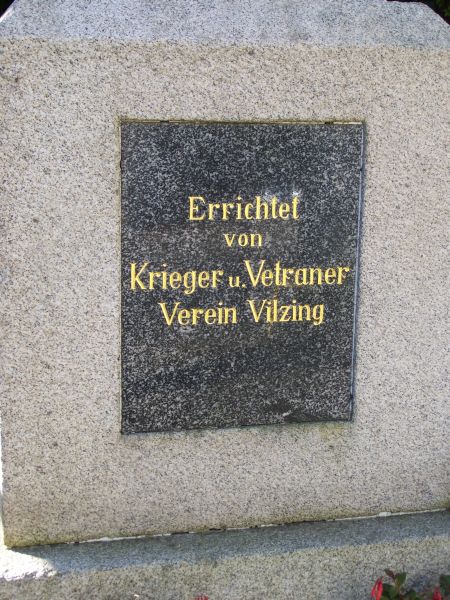 Errichtet
von
Krieger u. Vetraner
Verein Vilzing